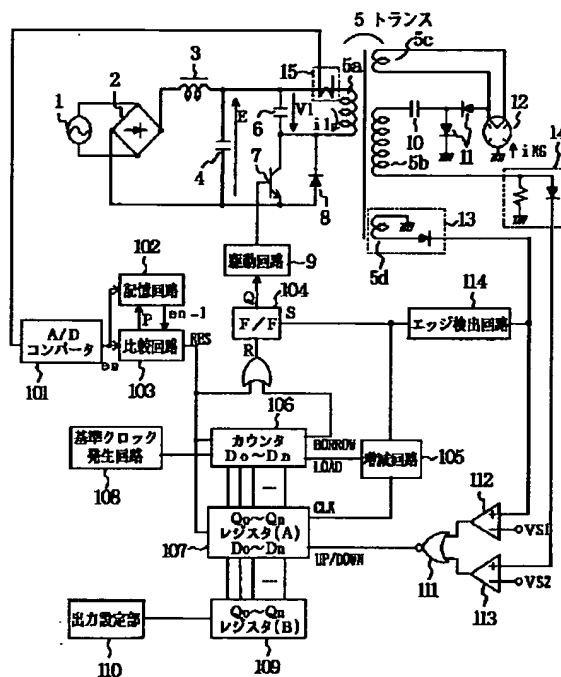 5 トランス
5c
3
15
5a
2
1
E
6
V1
i1
12
10
11
14
4
7
5b
i MG
8
13
5d
102
駆動回路
9
114
記憶回路
Q
104
P
en-1
F/F
S
エッジ検出回路
A/D
コンバータ
比較回路
RES
R
101
103
106
基準クロック
発生回路
カウンタ
Do~Dn
BORROW
LOAD
増減回路
105
108
112
Qo~Qn
レジスタ(A)
Do~Dn
CLK
VS1
107
UP/DOWN
111
VS2
出力設定部
Qo~Qn
レジスタ(B)
113
110
109